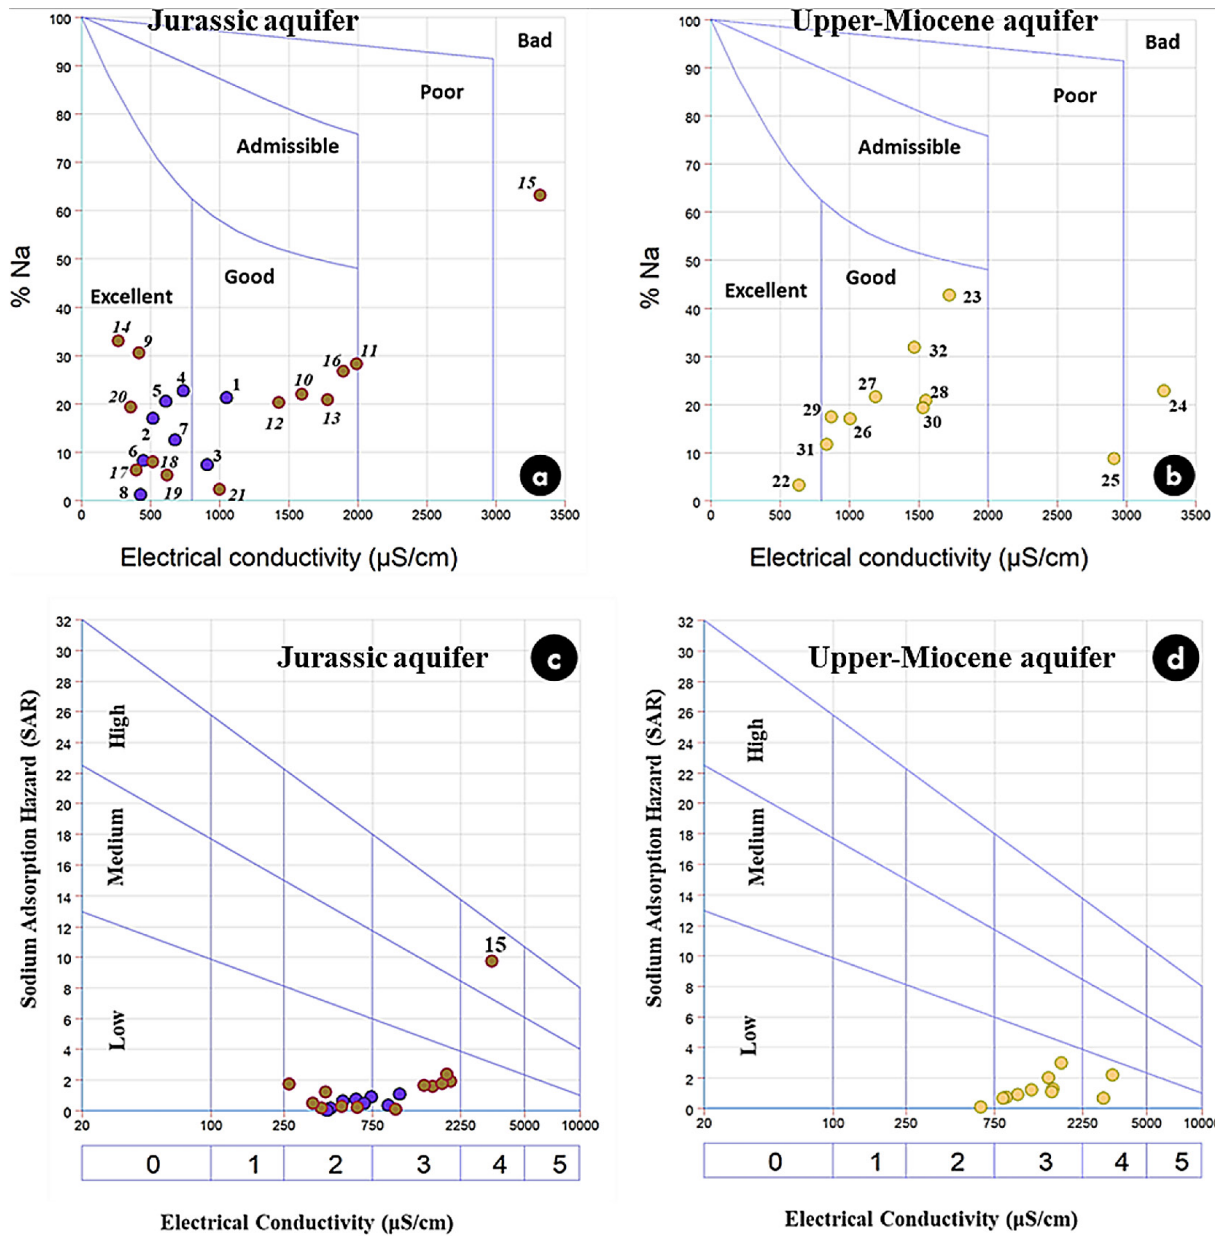 Jurassic aquifer
100
90
80
70
60
50
40
30
20
10
0
% Na
Bad
Poor
Admissible
Good
Excellent
15
14
9
4
5
1
20
2
7
6
3
17
18
8
19
21
16
11
10
12
13
a
0 500 1000 1500 2000 2500 3000 3500
Electrical conductivity (µS/cm)
Upper-Miocene aquifer
100
90
80
70
60
50
40
30
20
10
0
% Na
Bad
Poor
Admissible
Excellent
Good
23
32
27
28
29
30
26
31
22
24
25
b
0 500 1000 1500 2000 2500 3000 3500
Electrical conductivity (µS/cm)
Jurassic aquifer
c
32
30
28
26
24
22
20
18
16
14
12
10
8
6
4
2
0
Sodium Adsorption Hazard (SAR)
High
Medium
Low
15
20 100 250 750 2250 5000 10000
0 1 2 3 4 5
Electrical Conductivity (µS/cm)
Upper-Miocene aquifer
d
32
30
28
26
24
22
20
18
16
14
12
10
8
6
4
2
0
Sodium Adsorption Hazard (SAR)
High
Medium
Low
20 100 250 750 2250 5000 1000
0 1 2 3 4 5
Electrical Conductivity (µS/cm)